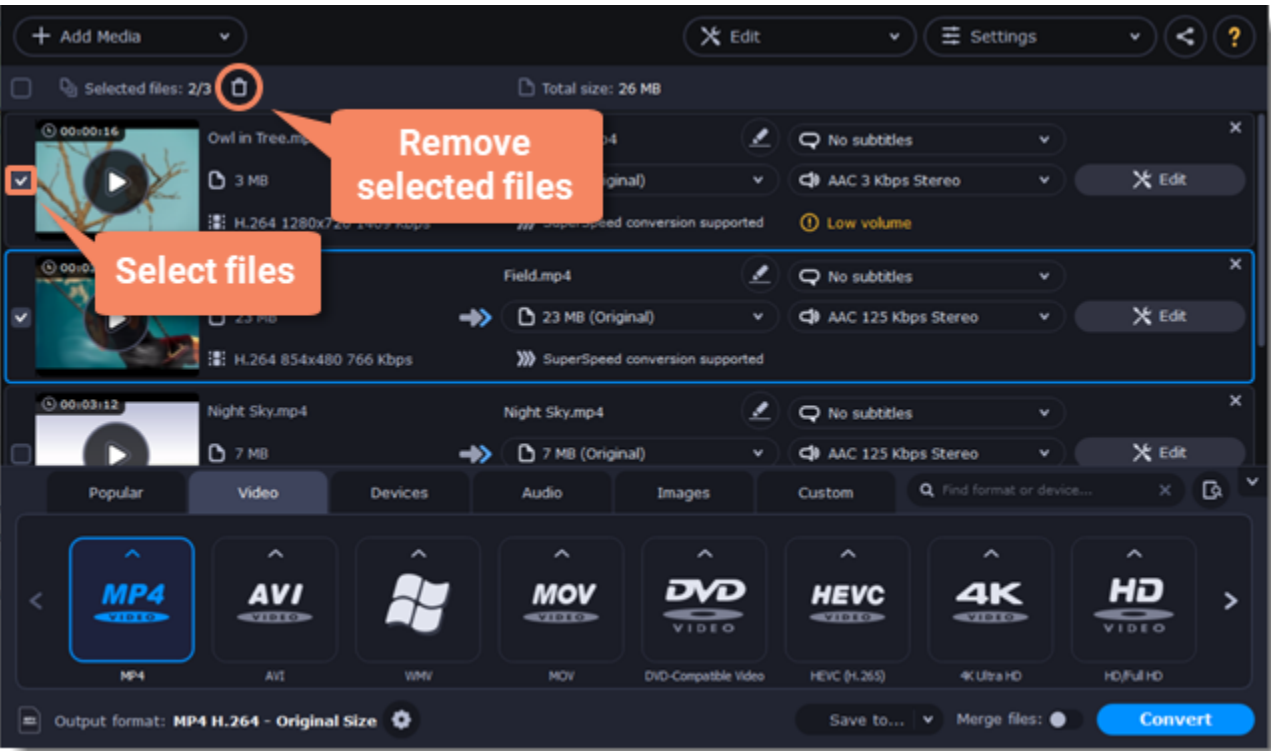 Add Media
Edit
Settings
?
Selected files: 2/3
Total size: 26 MB
Remove
selected files
Select files
00:00:16
Owl in Tree.mp
p4
No subtitles
3 MB
ginal)
AAC 3 Kbps Stereo
Edit
H.264 1280x720 1409 Kbps
SuperSpeed conversion supported
Low volume
Field.mp4
No subtitles
23 MB
23 MB (Original)
AAC 125 Kbps Stereo
Edit
H.264 854x480 766 Kbps
SuperSpeed conversion supported
00:03:12
Night Sky.mp4
Night Sky.mp4
No subtitles
7 MB
7 MB (Original)
AAC 125 Kbps Stereo
Edit
Popular
Video
Devices
Audio
Images
Custom
Find format or device...
MP4
VIDEO
AVI
VIDEO
MOV
VIDEO
DVD
VIDEO
HEVC
VIDEO
4K
VIDEO
HD
VIDEO
MP4
AVI
WMV
MOV
DVD-Compatible Video
HEVC (H.265)
4K Ultra HD
HD/Full HD
Output format: MP4 H.264 - Original Size
Save to...
Merge files:
Convert